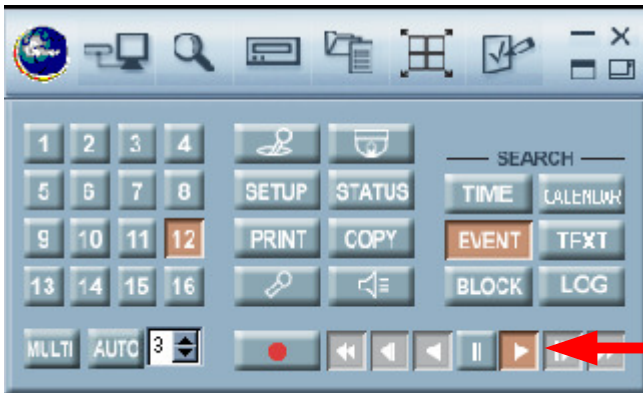 SEARCH
1 2 3 4
SETUP STATUS TIME CALENDAR
5 6 7 8
PRINT COPY EVENT TEXT
9 10 11 12
BLOCK LOG
13 14 15 16
MULTI AUTO 3